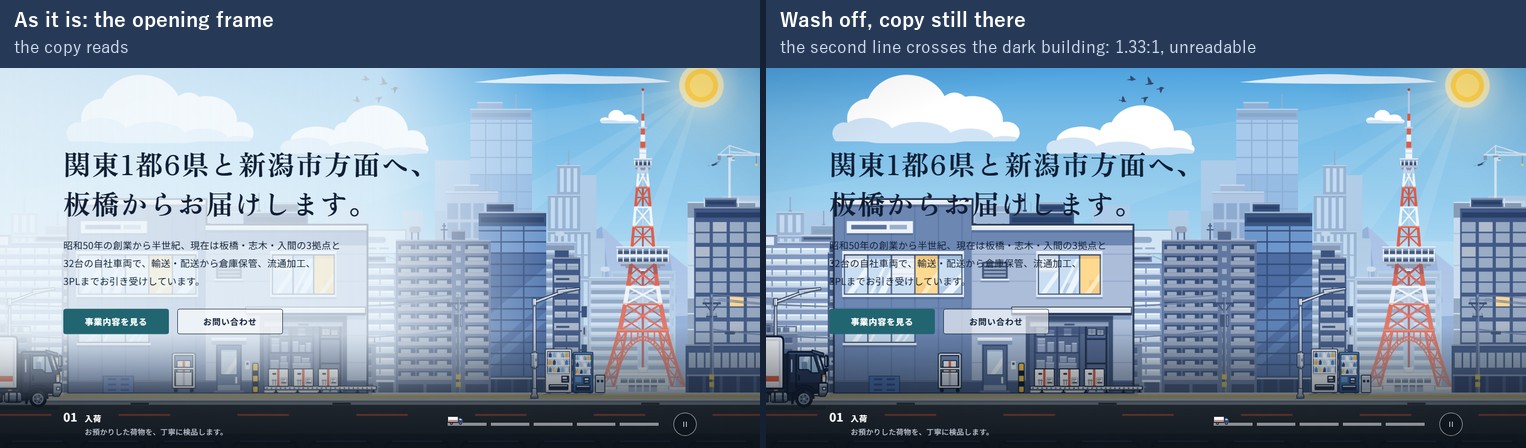 As it is: the opening frame
the copy reads
関東1都6県と新潟市方面へ、
板橋からお届けします。
昭和50年の創業から半世紀、現在は板橋・志木・入間の3拠点と
32台の自社車両で、輸送・配送から倉庫保管、流通加工、
3PLまでお引き受けしています。
事業内容を見る
お問い合わせ
01 入荷
お預かりした荷物を、丁寧に検品します。
Wash off, copy still there
the second line crosses the dark building: 1.33:1, unreadable
関東1都6県と新潟市方面へ、
板橋からお届けします。
昭和50年の創業から半世紀、現在は板橋・志木・入間の3拠点と
32台の自社車両で、輸送・配送から倉庫保管、流通加工、
3PLまでお引き受けしています。
事業内容を見る
お問い合わせ
01 入荷
お預かりした荷物を、丁寧に検品します。